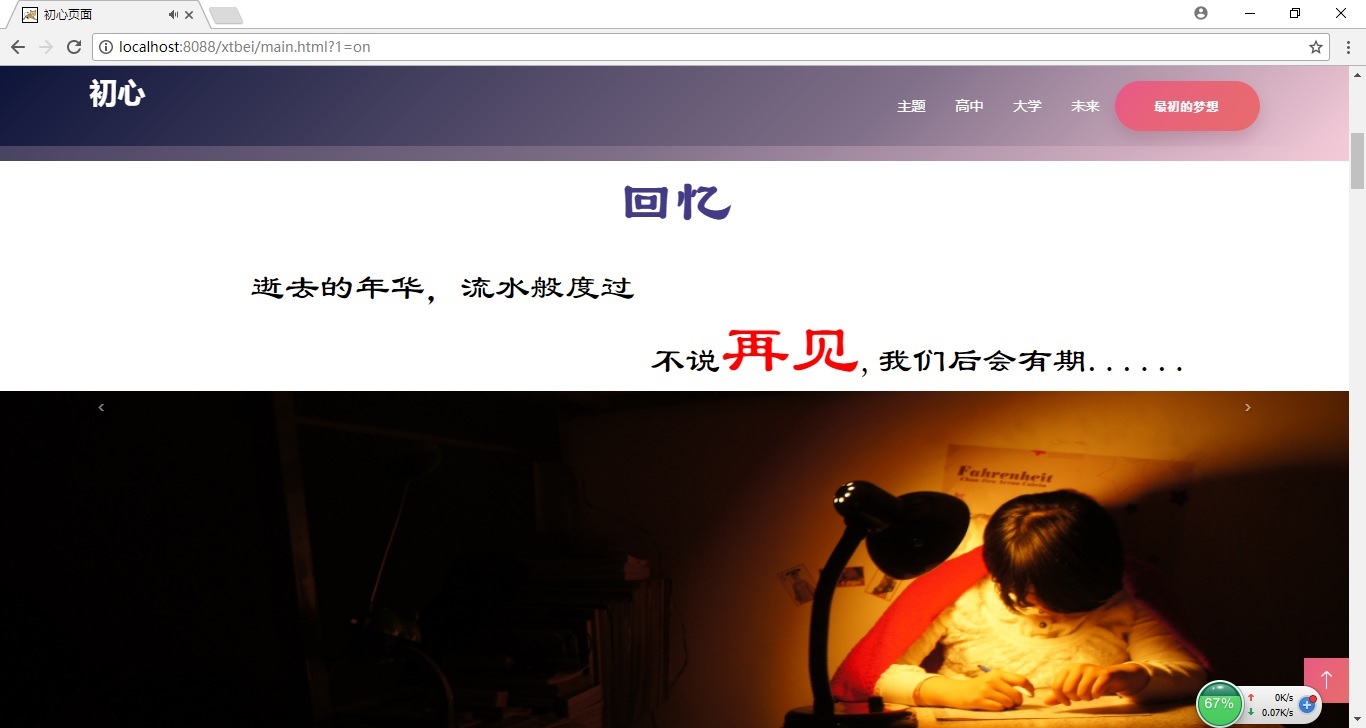 初心页面
localhost:8088/xtbei/main.html?1=on
初心
主题 高中 大学 未来 最初的梦想
回忆
逝去的年华，流水般度过
不说再见,我们后会有期......
Fahrenheit
67%
0K/s
0.07K/s